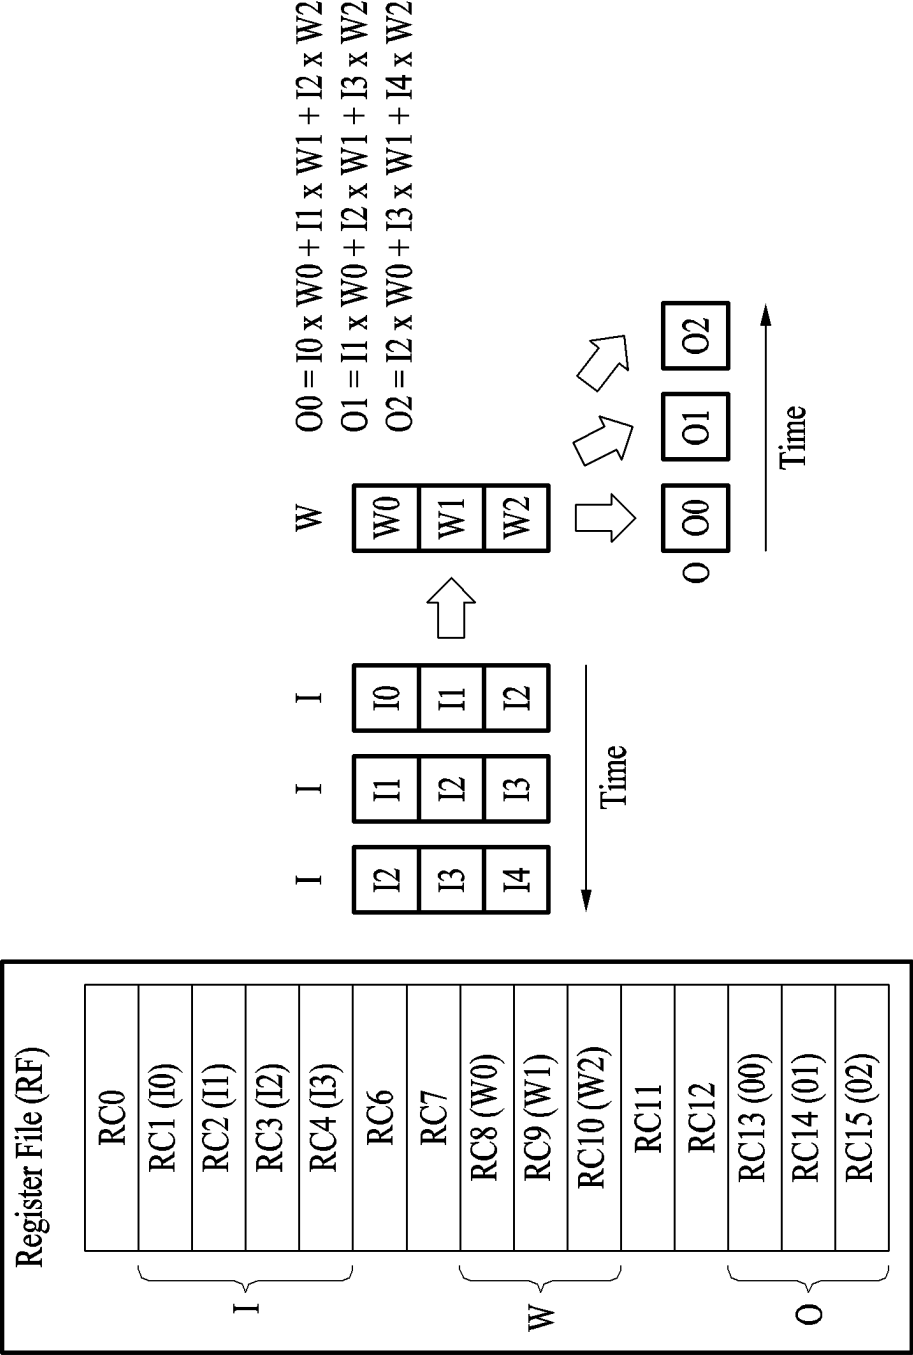 Register File (RF)
RC0
RC1 (I0)
RC2 (I1)
RC3 (I2)
RC4 (I3)
RC6
RC7
RC8 (W0)
RC9 (W1)
RC10 (W2)
RC11
RC12
RC13 (00)
RC14 (01)
RC15 (02)
I
W
O
I I I W
I2 I1 I0 W0
I3 I2 I1 W1
I4 I3 I2 W2
Time
O0 = I0 x W0 + I1 x W1 + I2 x W2
O1 = I1 x W0 + I2 x W1 + I3 x W2
O2 = I2 x W0 + I3 x W1 + I4 x W2
O O0 O1 O2
Time